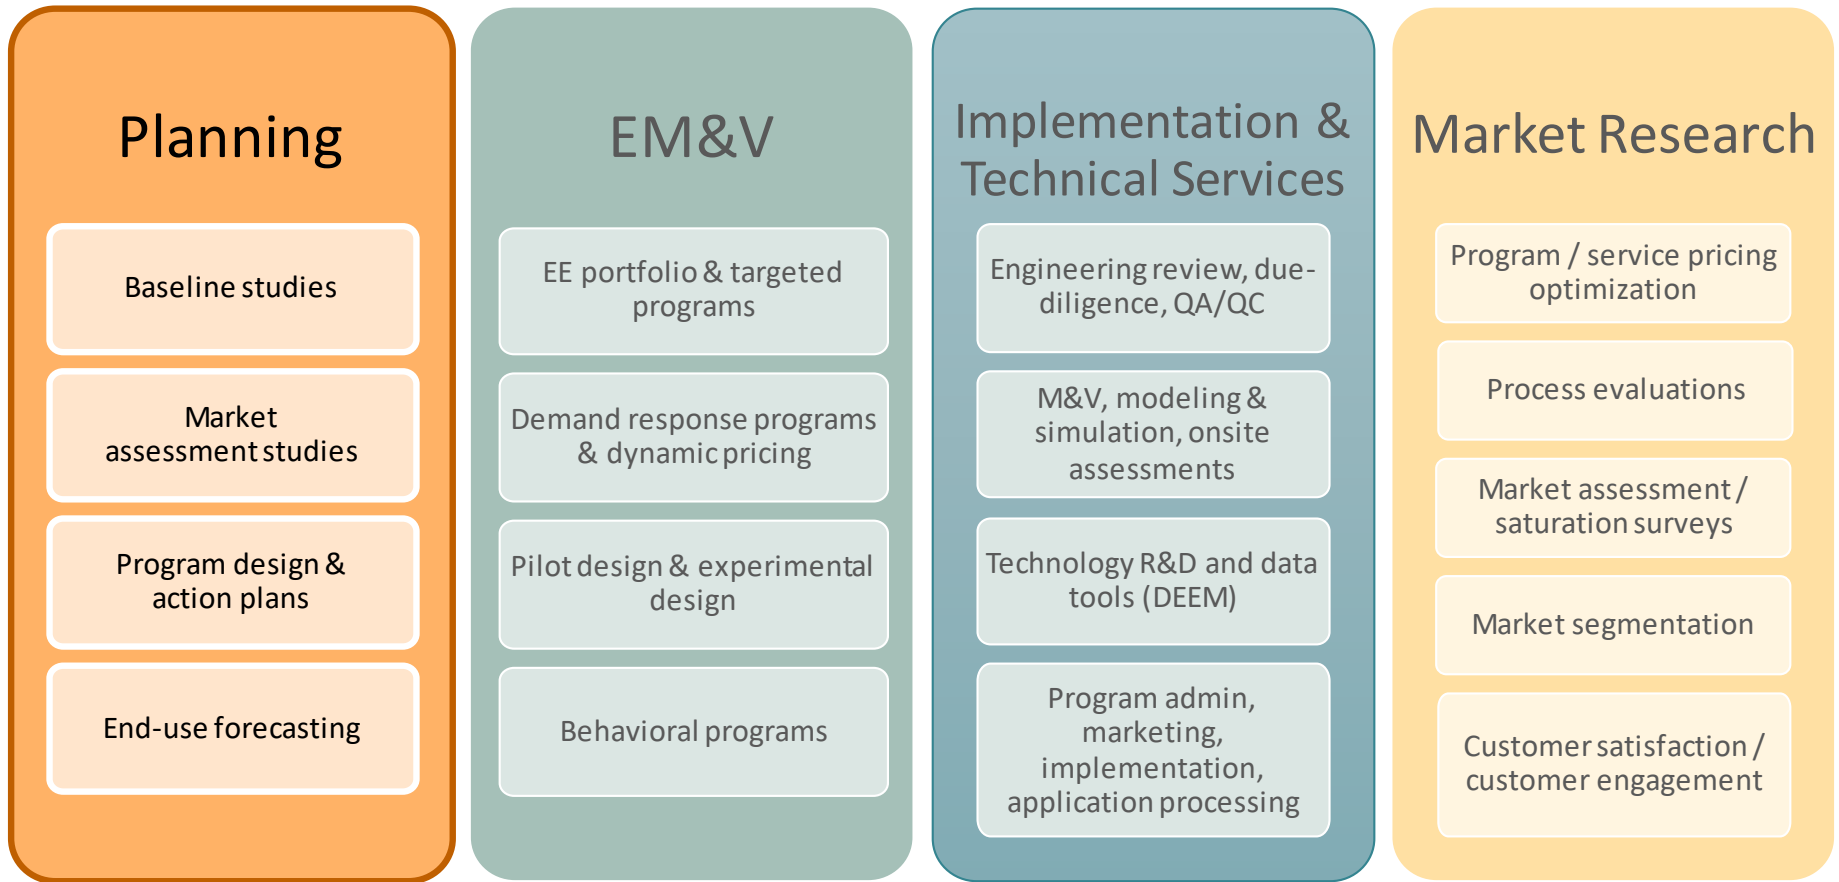 Planning
Baseline studies
Market
assessment studies
Program design &
action plans
End-use forecasting
EM&V
EE portfolio & targeted
programs
Demand response programs
& dynamic pricing
Pilot design & experimental
design
Behavioral programs
Implementation &
Technical Services
Engineering review, due-
diligence, QA/QC
M&V, modeling &
simulation, onsite
assessments
Technology R&D and data
tools (DEEM)
Program admin,
marketing,
implementation,
application processing
Market Research
Program / service pricing
optimization
Process evaluations
Market assessment /
saturation surveys
Market segmentation
Customer satisfaction /
customer engagement